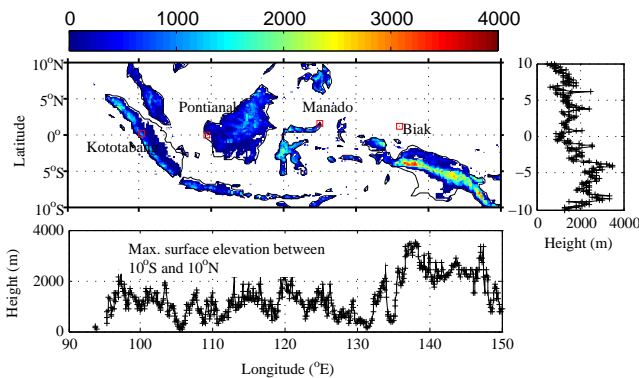 0 1000 2000 3000 4000
10°N
5°N
0°
5°S
10°S
Latitude
Pontianak
Manado
Kototabang
Biak
10
5
0
−5
−10
0 2000 4000
Height (m)
4000
2000
0
Height (m)
Max. surface elevation between
10°S and 10°N
90 100 110 120 130 140 150
Longitude (°E)